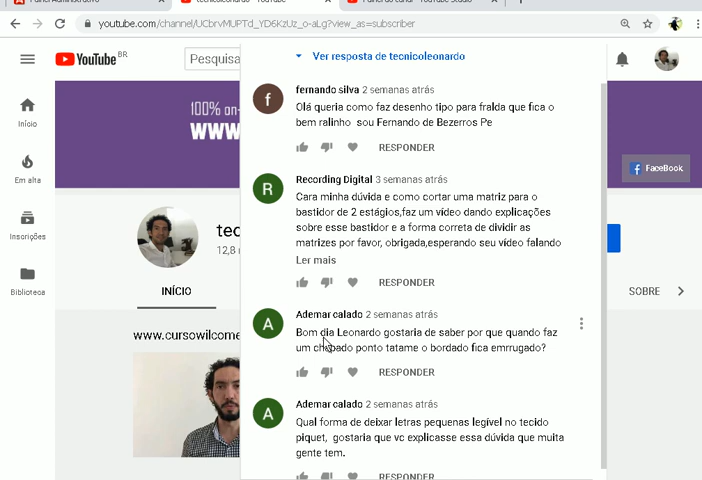 Painel Administrativo
YouTube
youtube.com/channel/UCbrvMUPTd_YD6KzUz_o-aLg?view_as=subscriber
YouTube BR
Pesquisa
Ver resposta de tecnicoleonardo
fernando silva 2 semanas atrás
Olá queria como faz desenho tipo para fralda que fica o
bem ralinho sou Fernando de Bezerros Pe
RESPONDER
Recording Digital 3 semanas atrás
Cara minha dúvida e como cortar uma matriz para o
bastidor de 2 estágios,faz um vídeo dando explicações
sobre esse bastidor e a forma correta de dividir as
matrizes por favor, obrigada,esperando seu vídeo falando
Ler mais
RESPONDER
Ademar calado 2 semanas atrás
Bom dia Leonardo gostaria de saber por que quando faz
um chapado ponto tatame o bordado fica emrrugado?
RESPONDER
Ademar calado 2 semanas atrás
Qual forma de deixar letras pequenas legível no tecido
piquet, gostaria que vc explicasse essa dúvida que muita
gente tem.
RESPONDER
Início
Em alta
Inscrições
Biblioteca
100% on-
WWW
FaceBook
tec
12,8 m
INÍCIO
SOBRE
www.cursowilcome